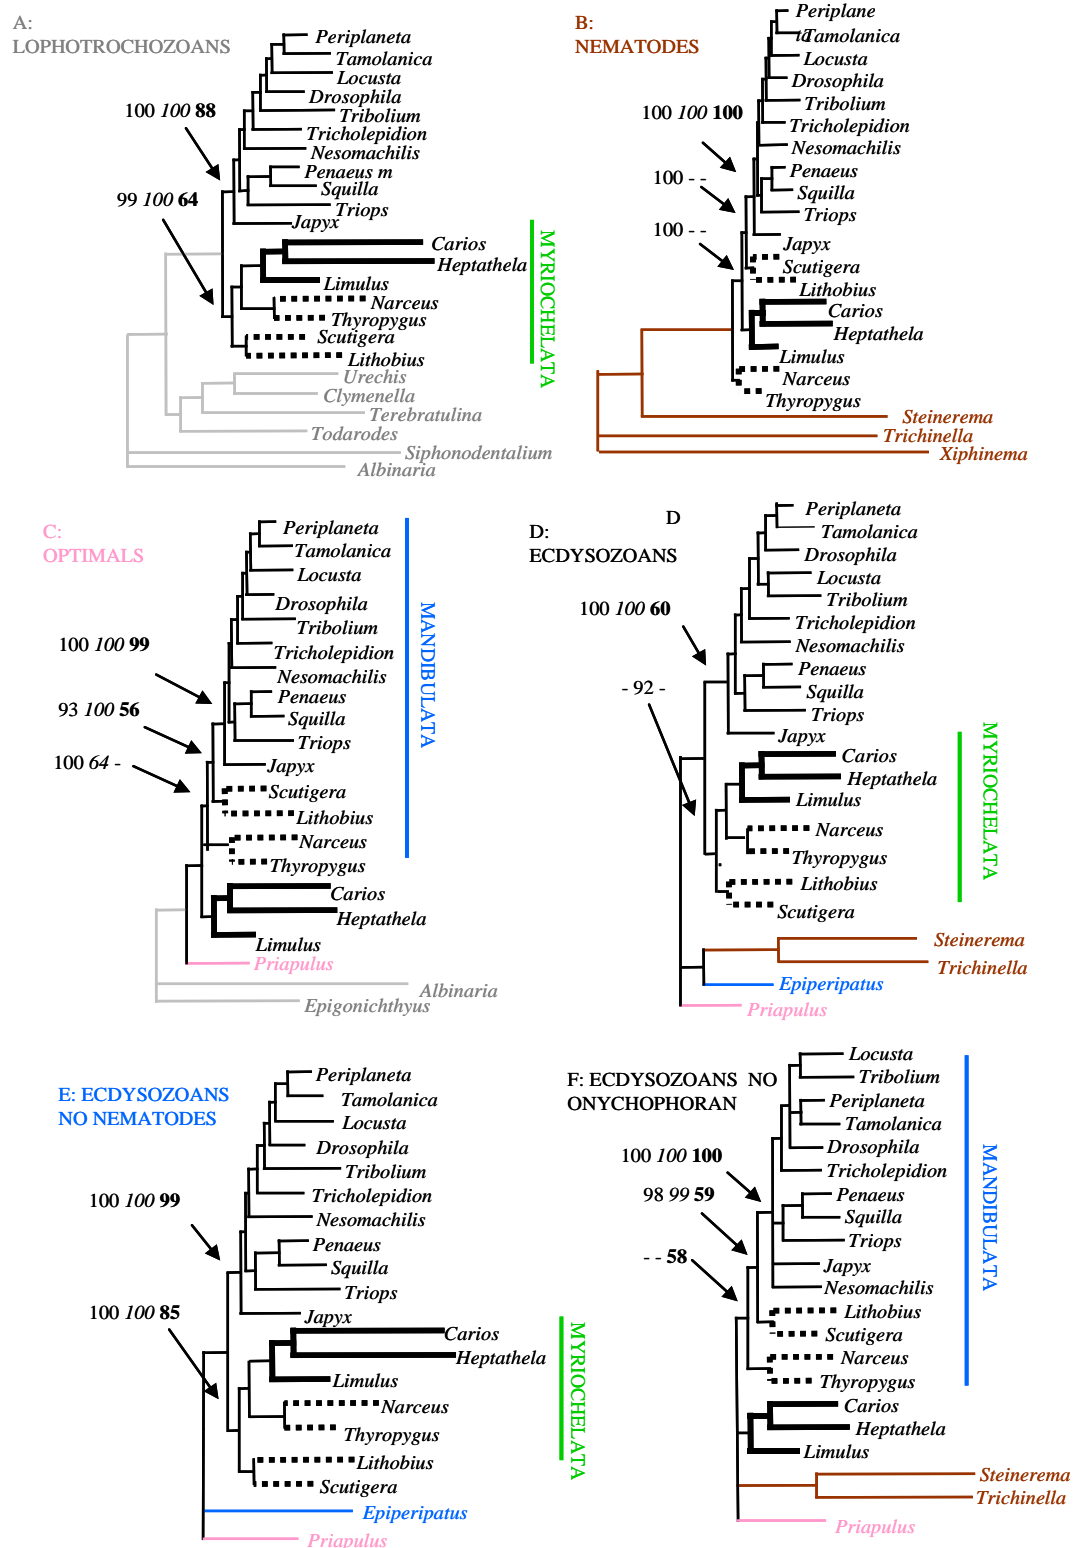 A:
LOPHOTROCHOZOANS
Periplaneta
Tamolanica
Locusta
Drosophila
Tribolium
Tricholepidion
Nesomachilis
Penaeus m
Squilla
Triops
Japyx
Carios
Heptathela
Limulus
Narceus
Thyropygus
Scutigera
Lithobius
Urechis
Clymenella
Terebratulina
Todarodes
Siphonodentalium
Albinaria
100 100 88
99 100 64
MYRIOCHELATA
B:
NEMATODES
Periplane
ta
Tamolanica
Locusta
Drosophila
Tribolium
Tricholepidion
Nesomachilis
Penaeus
Squilla
Triops
Japyx
Scutigera
Lithobius
Carios
Heptathela
Limulus
Narceus
Thyropygus
Steinerema
Trichinella
Xiphinema
100 100 100
100 - -
100 - -
C:
OPTIMALS
Periplaneta
Tamolanica
Locusta
Drosophila
Tribolium
Tricholepidion
Nesomachilis
Penaeus
Squilla
Triops
Japyx
Scutigera
Lithobius
Narceus
Thyropygus
Carios
Heptathela
Limulus
Priapulus
Albinaria
Epigonichthyus
100 100 99
93 100 56
100 64 -
MANDIBULATA
D
D:
ECDYSOZOANS
Periplaneta
Tamolanica
Drosophila
Locusta
Tribolium
Tricholepidion
Nesomachilis
Penaeus
Squilla
Triops
Japyx
Carios
Heptathela
Limulus
Narceus
Thyropygus
Lithobius
Scutigera
Steinerema
Trichinella
Epiperipatus
Priapulus
100 100 60
- 92 -
MYRIOCHELATA
E: ECDYSOZOANS
NO NEMATODES
Periplaneta
Tamolanica
Locusta
Drosophila
Tribolium
Tricholepidion
Nesomachilis
Penaeus
Squilla
Triops
Japyx
Carios
Heptathela
Limulus
Narceus
Thyropygus
Lithobius
Scutigera
Epiperipatus
Priapulus
100 100 99
100 100 85
MYRIOCHELATA
F: ECDYSOZOANS NO
ONYCHOPHORAN
Locusta
Tribolium
Periplaneta
Tamolanica
Drosophila
Tricholepidion
Penaeus
Squilla
Triops
Japyx
Nesomachilis
Lithobius
Scutigera
Narceus
Thyropygus
Carios
Heptathela
Limulus
Steinerema
Trichinella
Priapulus
100 100 100
98 99 59
- - 58
MANDIBULATA